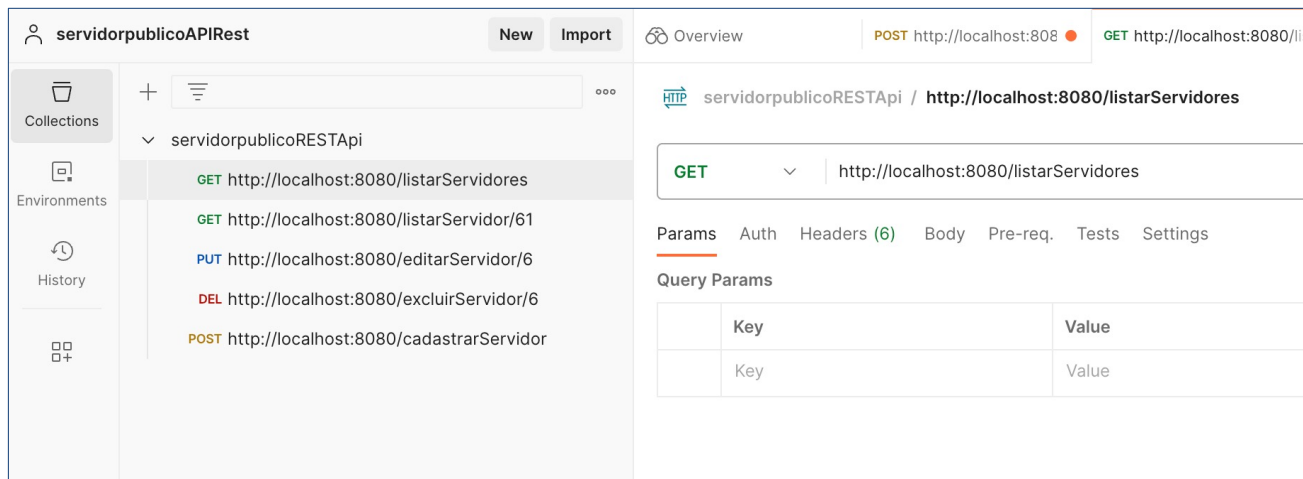 servidorpublicoAPIRest
New
Import
Collections
Environments
History
servidorpublicoRESTApi
GET http://localhost:8080/listarServidores
GET http://localhost:8080/listarServidor/61
PUT http://localhost:8080/editarServidor/6
DEL http://localhost:8080/excluirServidor/6
POST http://localhost:8080/cadastrarServidor
Overview
POST http://localhost:808
GET http://localhost:8080/li
HTTP servidorpublicoRESTApi / http://localhost:8080/listarServidores
GET http://localhost:8080/listarServidores
Params Auth Headers (6) Body Pre-req. Tests Settings
Query Params
Key Value
Key Value